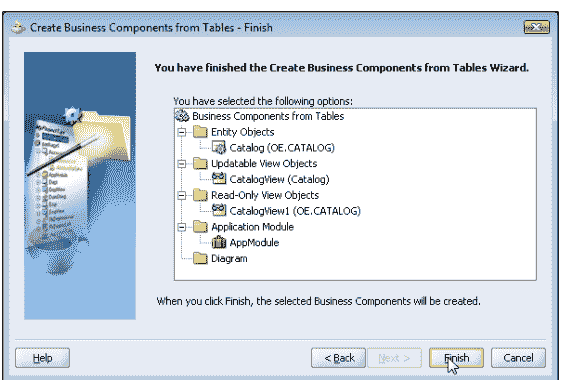 Create Business Components from Tables - Finish
You have finished the Create Business Components from Tables Wizard.
You have selected the following options:
Business Components from Tables
Entity Objects
Catalog (OE.CATALOG)
Updatable View Objects
CatalogView (Catalog)
Read-Only View Objects
CatalogView1 (OE.CATALOG)
Application Module
AppModule
Diagram
When you click Finish, the selected Business Components will be created.
Help
< Back
Next >
Finish
Cancel